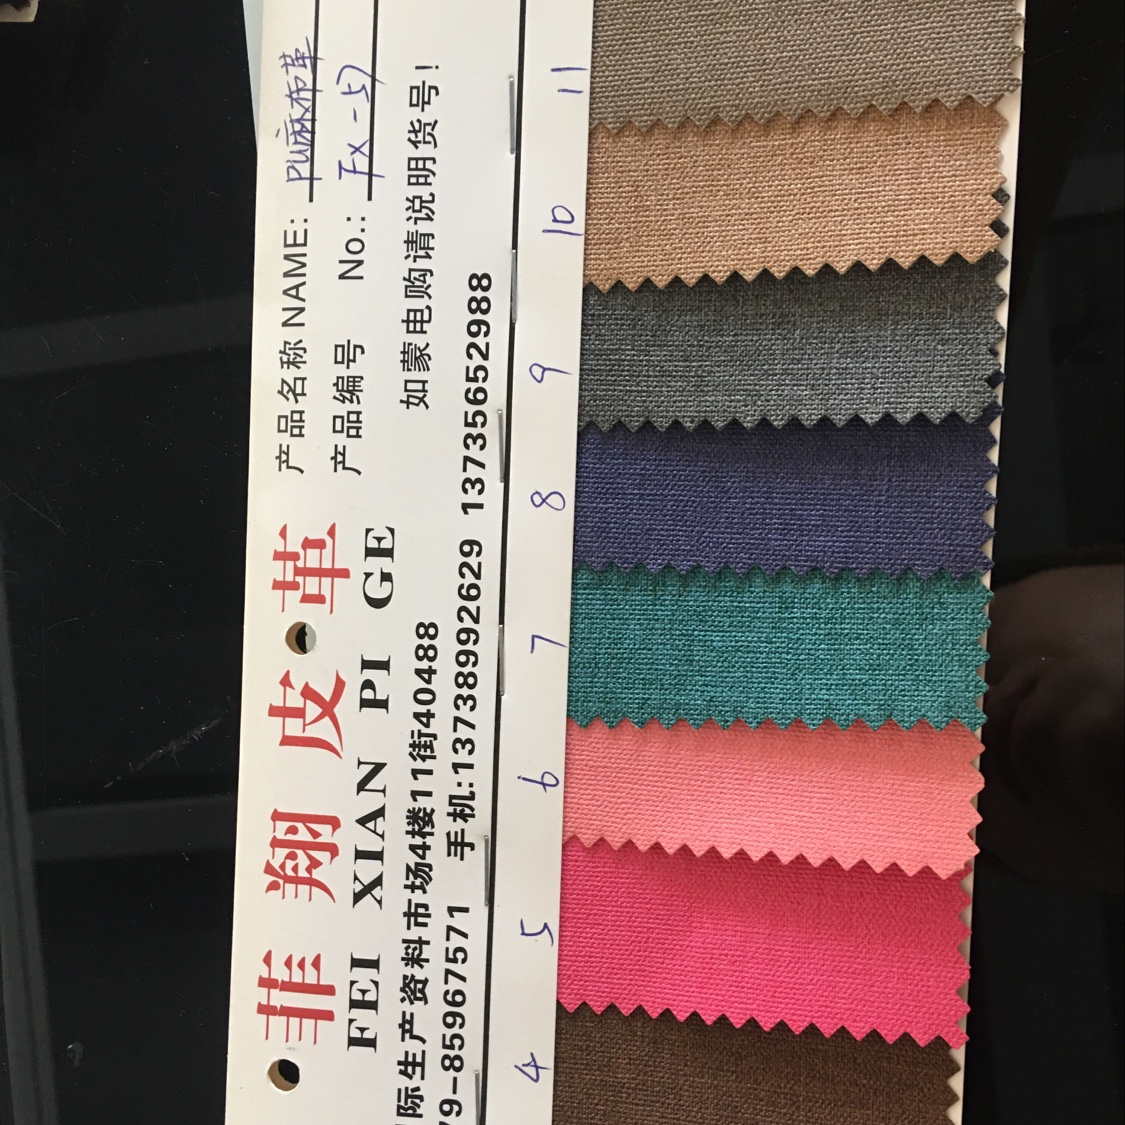 菲翔皮革
FEI XIAN PI GE
产品名称 NAME: PU麻布革
产品编号 No.: FX-57
如蒙电购请说明货号!
际生产资料市场4楼11街40488
79-85967571 手机:13738992629 13735652988
4 5 6 7 8 9 10 11